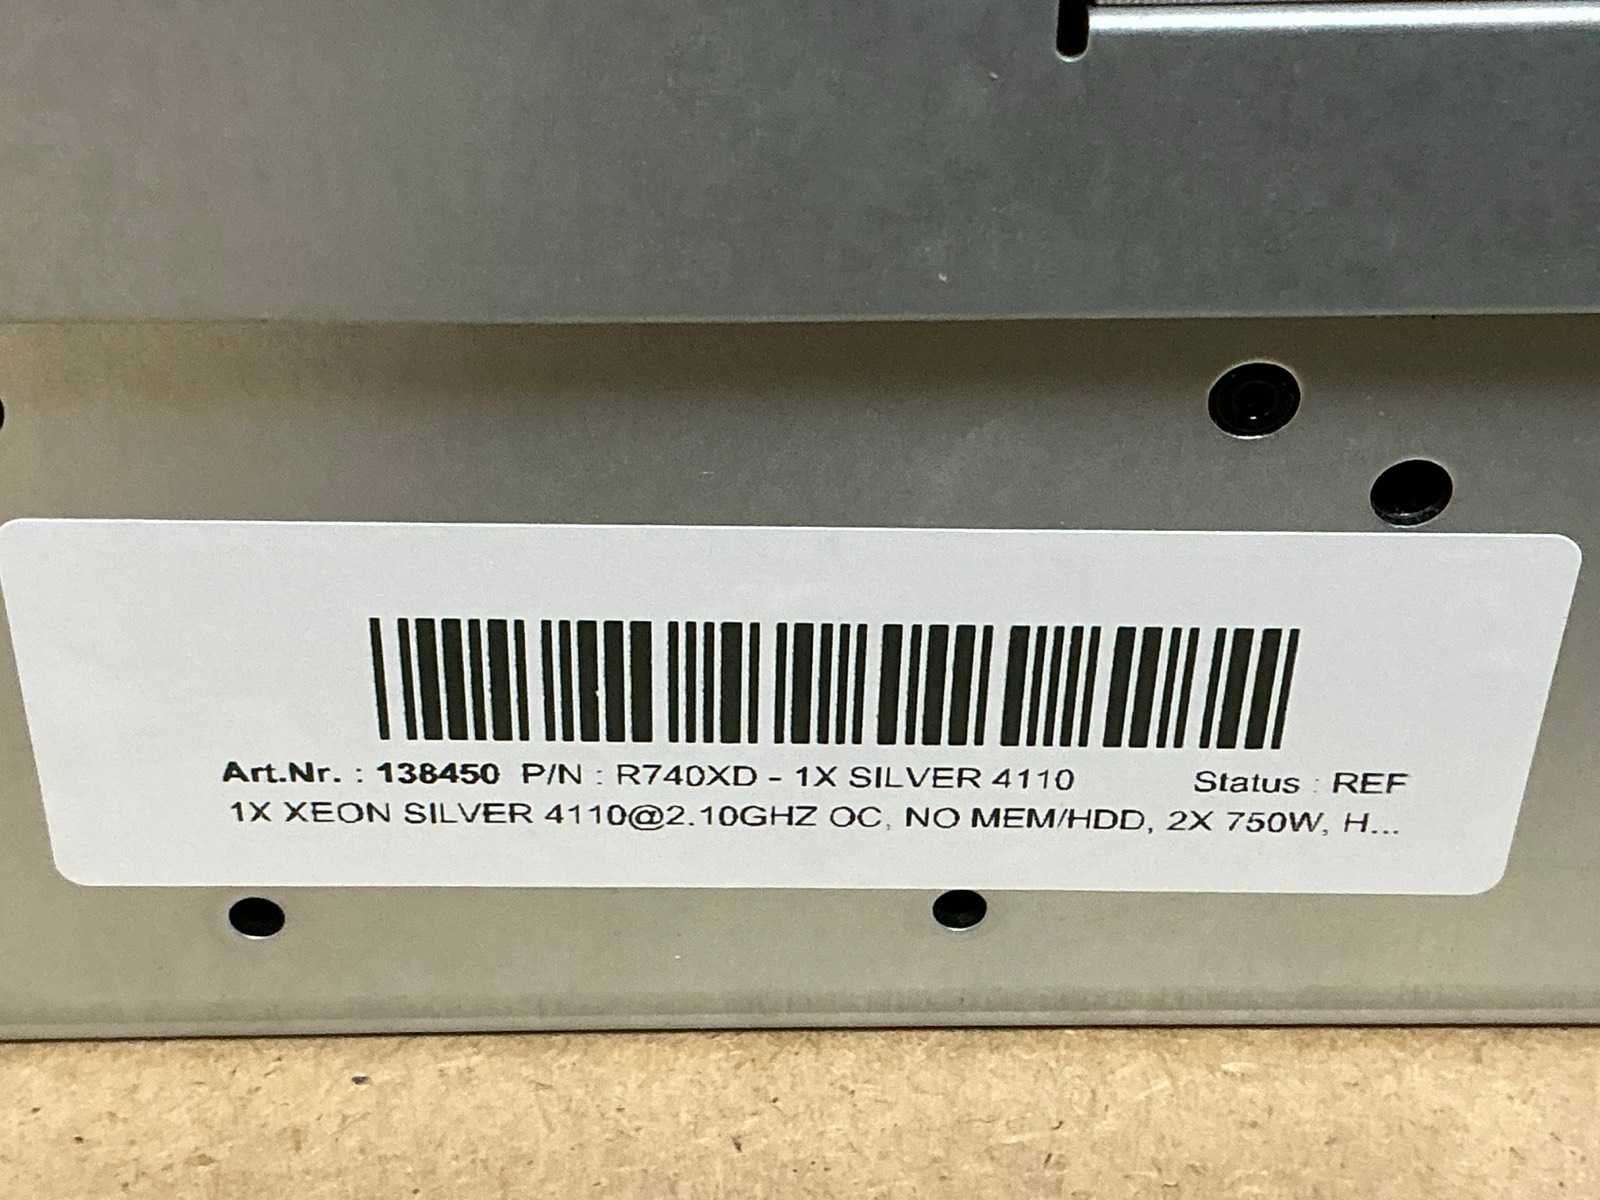 Art.Nr. : 138450 P/N : R740XD - 1X SILVER 4110 Status : REF
1X XEON SILVER 4110@2.10GHZ OC, NO MEM/HDD, 2X 750W, H...